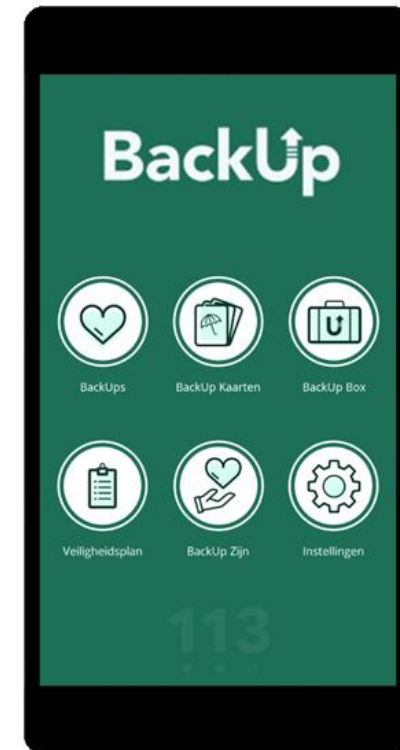 BackUp
BackUps
BackUp Kaarten
BackUp Box
Veiligheidsplan
BackUp Zijn
Instellingen
113